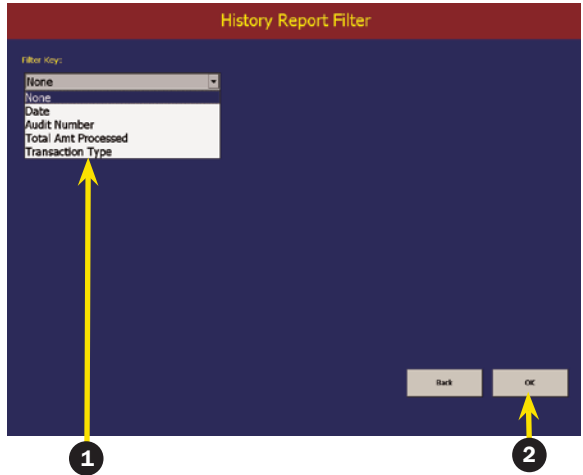 History Report Filter
Filter Key:
None
None
Date
Audit Number
Total Amt Processed
Transaction Type
Back
OK
1
2